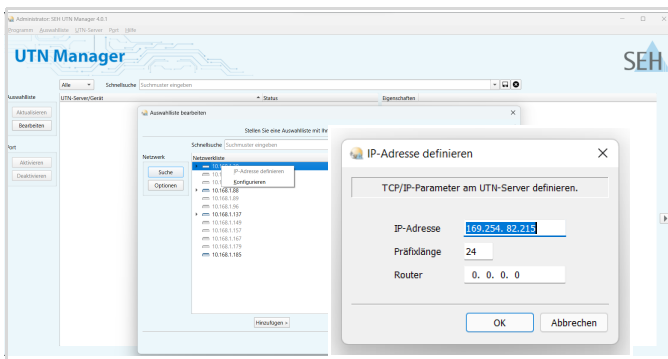 Administrator: SEH UTN Manager 4.0.1
Programm Auswahlliste UTN-Server Port Hilfe
UTN Manager
SEH
Alle Schnellsuche Suchmuster eingeben
Auswahlliste
UTN-Server/Gerät Status Eigenschaften
Aktualisieren
Bearbeiten
Port
Aktivieren
Deaktivieren
Auswahlliste bearbeiten
Stellen Sie eine Auswahlliste mit
Schnellsuche Suchmuster eingeben
Netzwerk
Netzwerkliste
Suche
Optionen
IP-Adresse definieren
Konfigurieren
10.168.1.88
10.168.1.89
10.168.1.96
10.168.1.137
10.168.1.149
10.168.1.157
10.168.1.167
10.168.1.179
10.168.1.185
Hinzufügen >
IP-Adresse definieren
TCP/IP-Parameter am UTN-Server definieren.
IP-Adresse 169.254. 82.215
Präfixlänge 24
Router 0. 0. 0. 0
OK Abbrechen